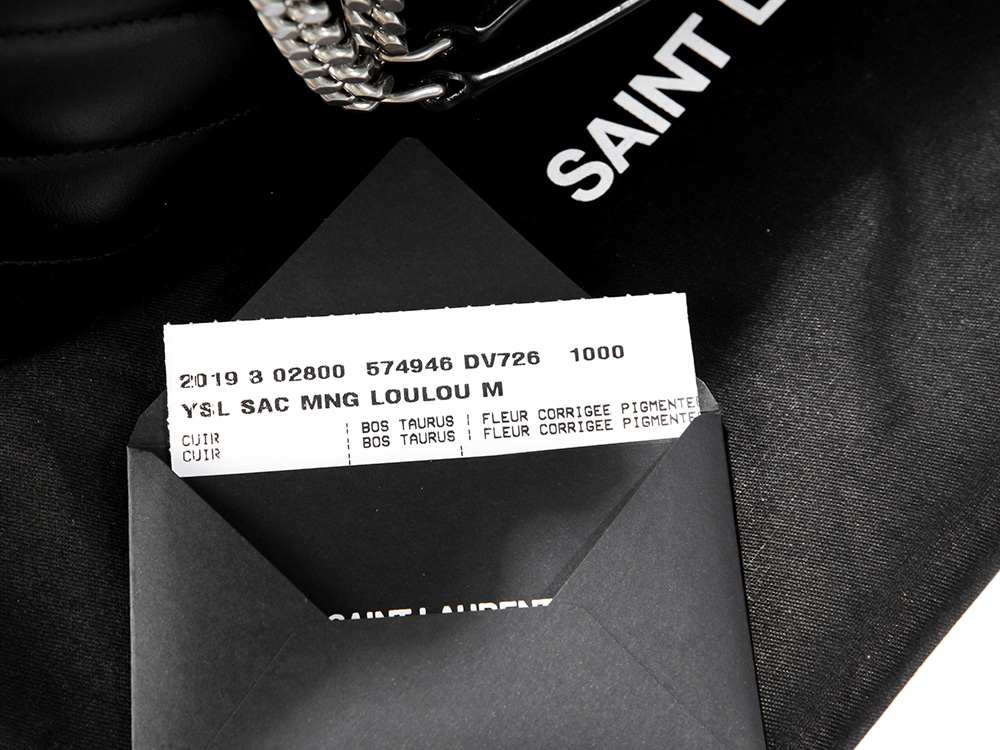 SAINT L
2019 3 02800 574946 DV726 1000
YSL SAC MNG LOULOU M
CUIR BOS TAURUS FLEUR CORRIGEE PIGMENTE
CUIR BOS TAURUS FLEUR CORRIGEE PIGMENTE
SAINT LAURENT